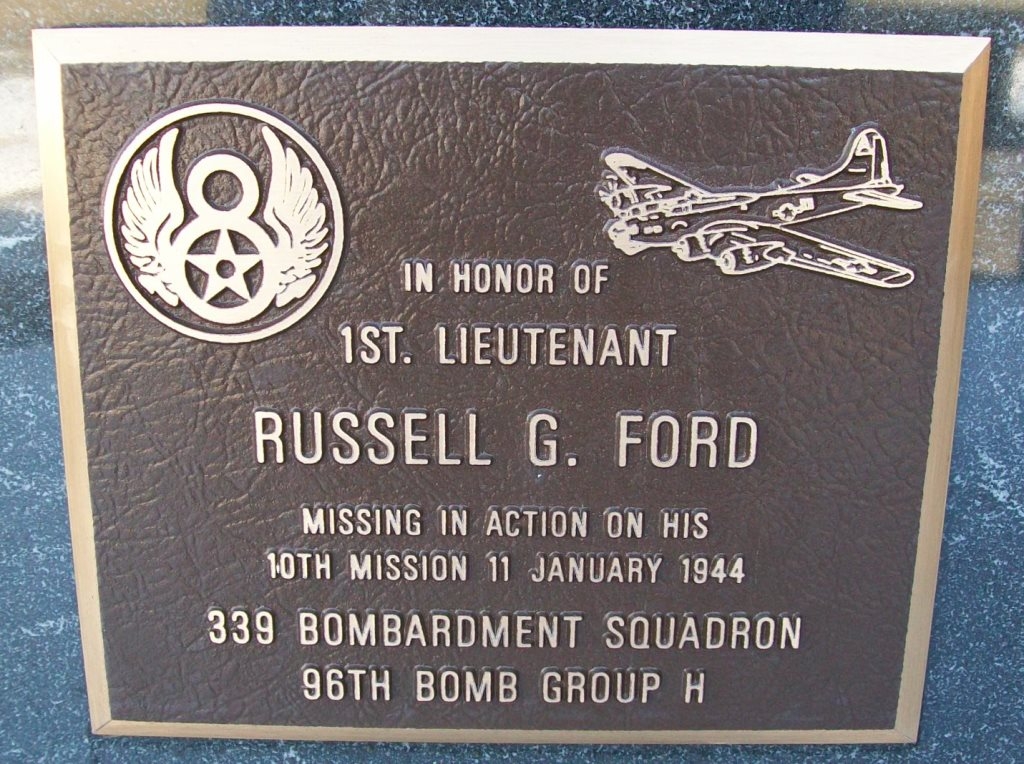 IN HONOR OF
1ST. LIEUTENANT
RUSSELL G. FORD
MISSING IN ACTION ON HIS
10TH MISSION 11 JANUARY 1944
339 BOMBARDMENT SQUADRON
96TH BOMB GROUP H